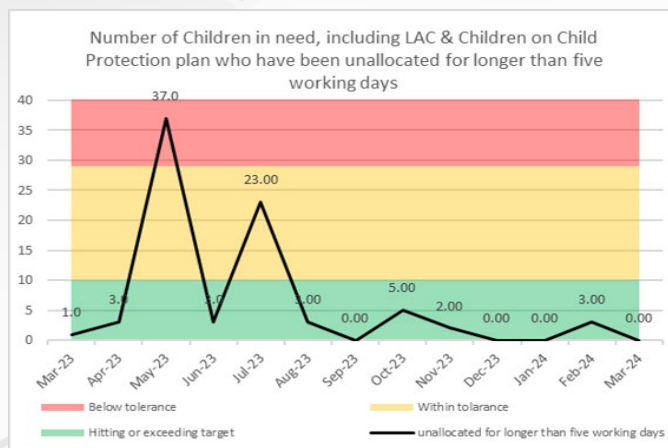 Number of Children in need, including LAC & Children on Child
Protection plan who have been unallocated for longer than five
working days
40
35
30
25
20
15
10
5
0
1.0
3.0
37.0
3.0
23.00
3.00
0.00
5.00
2.00
0.00
0.00
3.00
0.00
Mar-23
Apr-23
May-23
Jun-23
Jul-23
Aug-23
Sep-23
Oct-23
Nov-23
Dec-23
Jan-24
Feb-24
Mar-24
Below tolerance
Within tolarance
Hitting or exceeding target
unallocated for longer than five working days